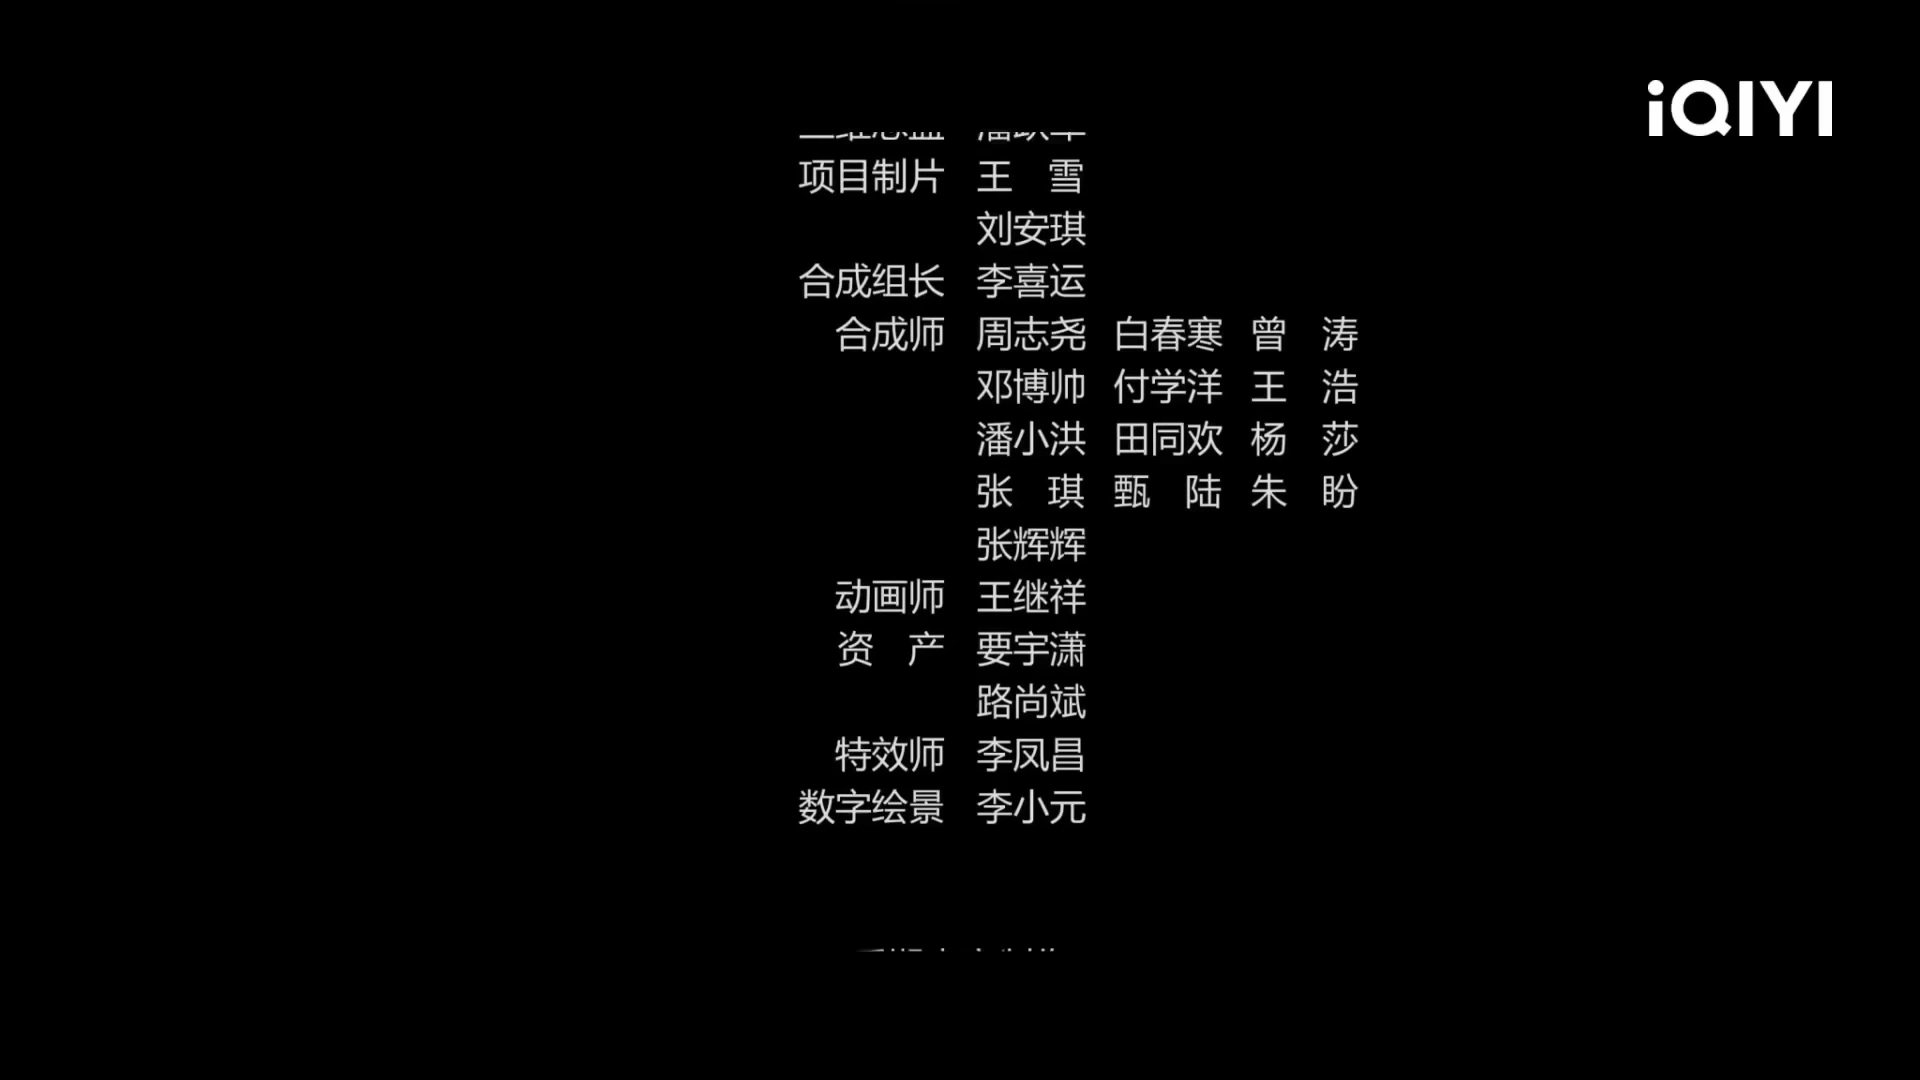 iQIYI
项目制片 王 雪
刘安琪
合成组长 李喜运
合成师 周志尧 白春寒 曾 涛
邓博帅 付学洋 王 浩
潘小洪 田同欢 杨 莎
张 琪 甄 陆 朱 盼
张辉辉
动画师 王继祥
资 产 要宇潇
路尚斌
特效师 李凤昌
数字绘景 李小元